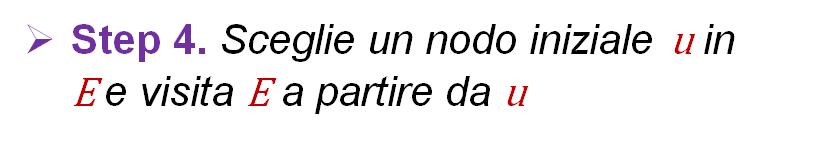 ➢ Step 4. Sceglie un nodo iniziale u in
E e visita E a partire da u